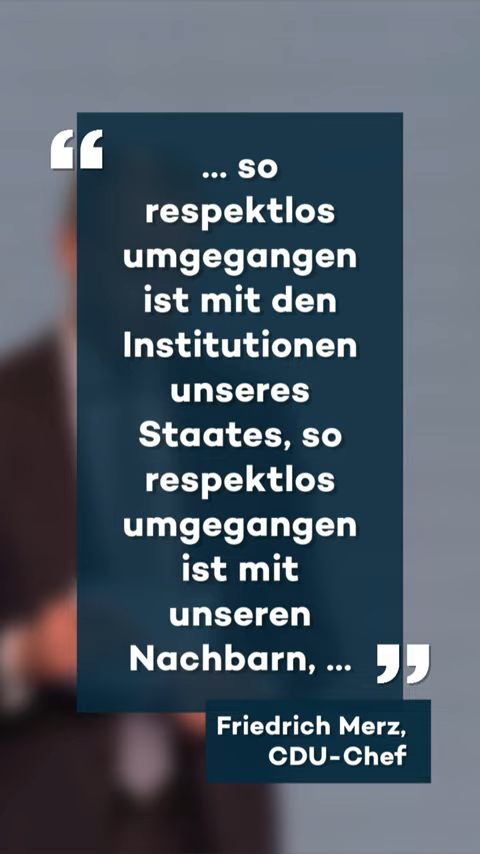 “
... so
respektlos
umgegangen
ist mit den
Institutionen
unseres
Staates, so
respektlos
umgegangen
ist mit
unseren
Nachbarn, ...
”
Friedrich Merz,
CDU-Chef